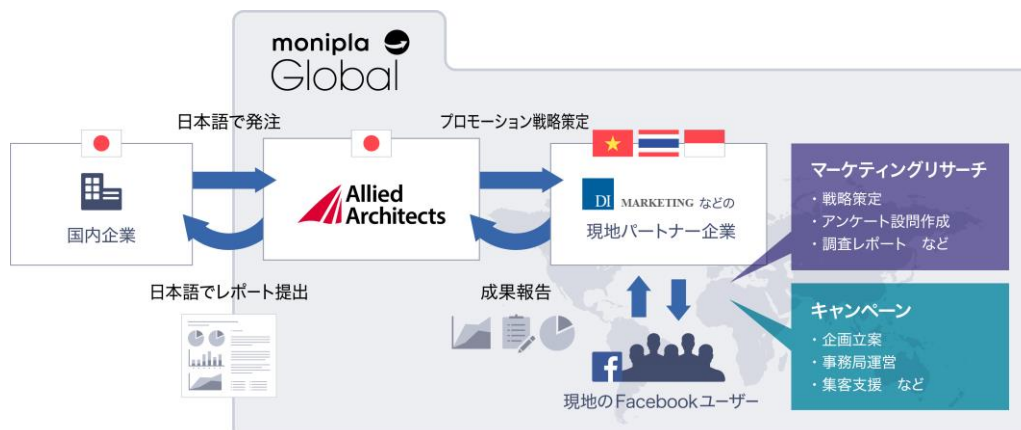 monipla
Global
日本語で発注
プロモーション戦略策定
国内企業
Allied
Architects
DI MARKETING などの
現地パートナー企業
マーケティングリサーチ
・戦略策定
・アンケート設問作成
・調査レポート など
日本語でレポート提出
成果報告
キャンペーン
・企画立案
・事務局運営
・集客支援 など
f
現地のFacebookユーザー